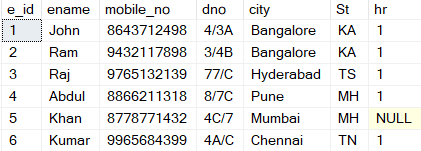 e_id ename mobile_no dno city St hr
1 John 8643712498 4/3A Bangalore KA 1
2 Ram 9432117898 3/4B Bangalore KA 1
3 Raj 9765132139 77/C Hyderabad TS 1
4 Abdul 8866211318 8/7C Pune MH 1
5 Khan 8778771432 4C/7 Mumbai MH NULL
6 Kumar 9965684399 4A/C Chennai TN 1